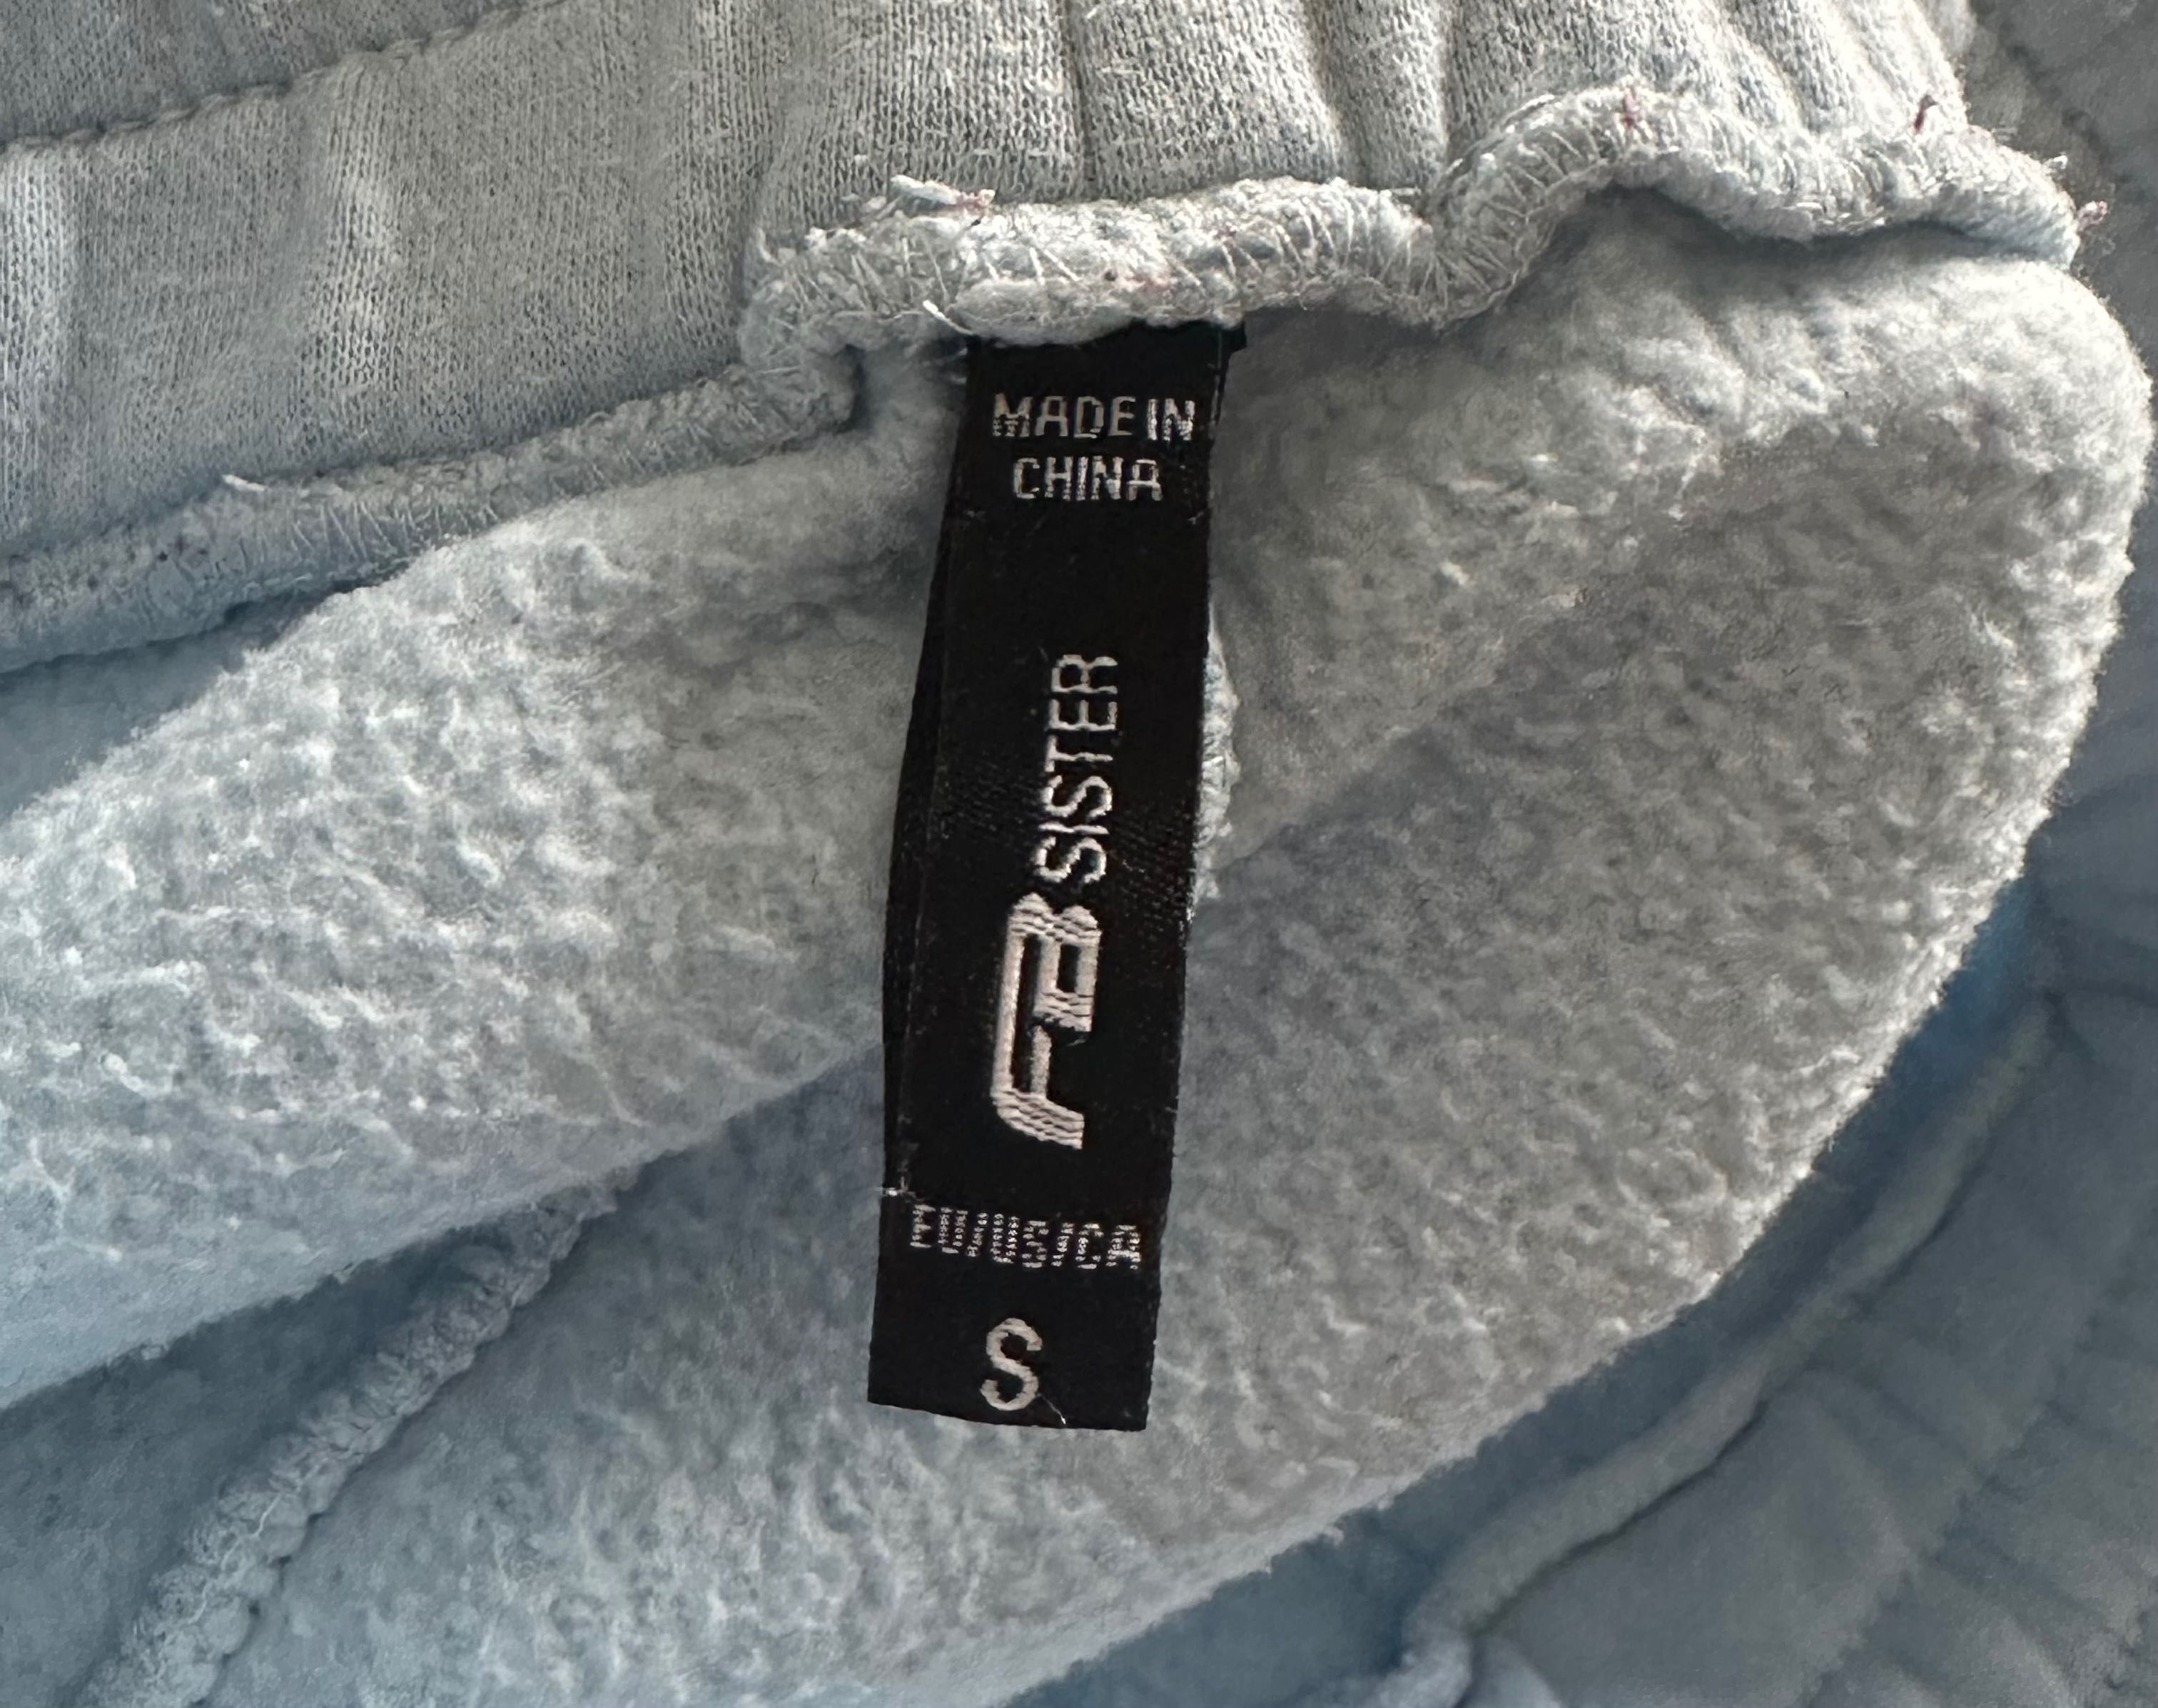 MADE IN
CHINA
FB SISTER
EU/US/CA
S